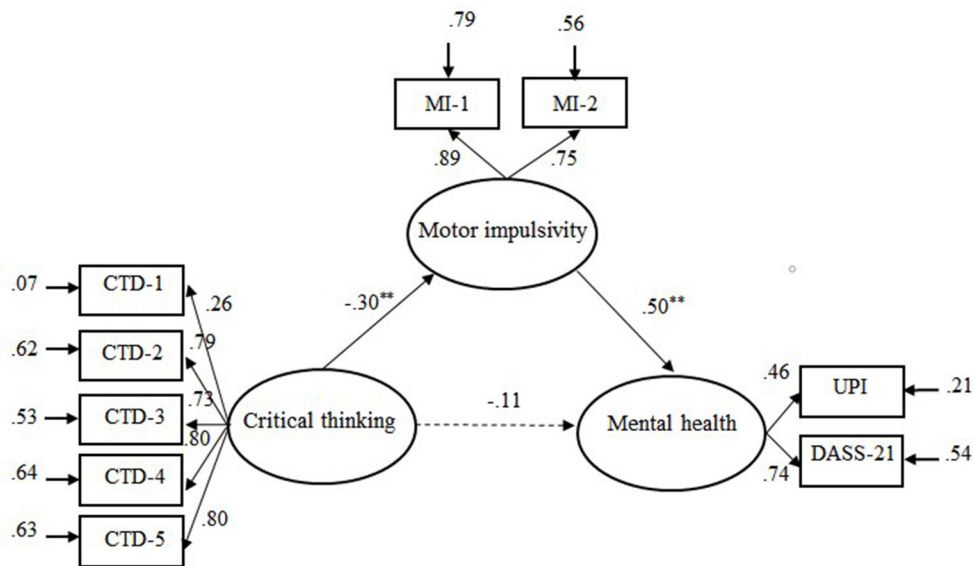 .79
.56
MI-1
MI-2
.89
.75
Motor impulsivity
.07
CTD-1
.26
-.30**
.50**
.62
CTD-2
.79
.53
CTD-3
.73
Critical thinking
-.11
Mental health
.46
UPI
.21
.80
.64
CTD-4
.74
DASS-21
.54
.63
CTD-5
.80